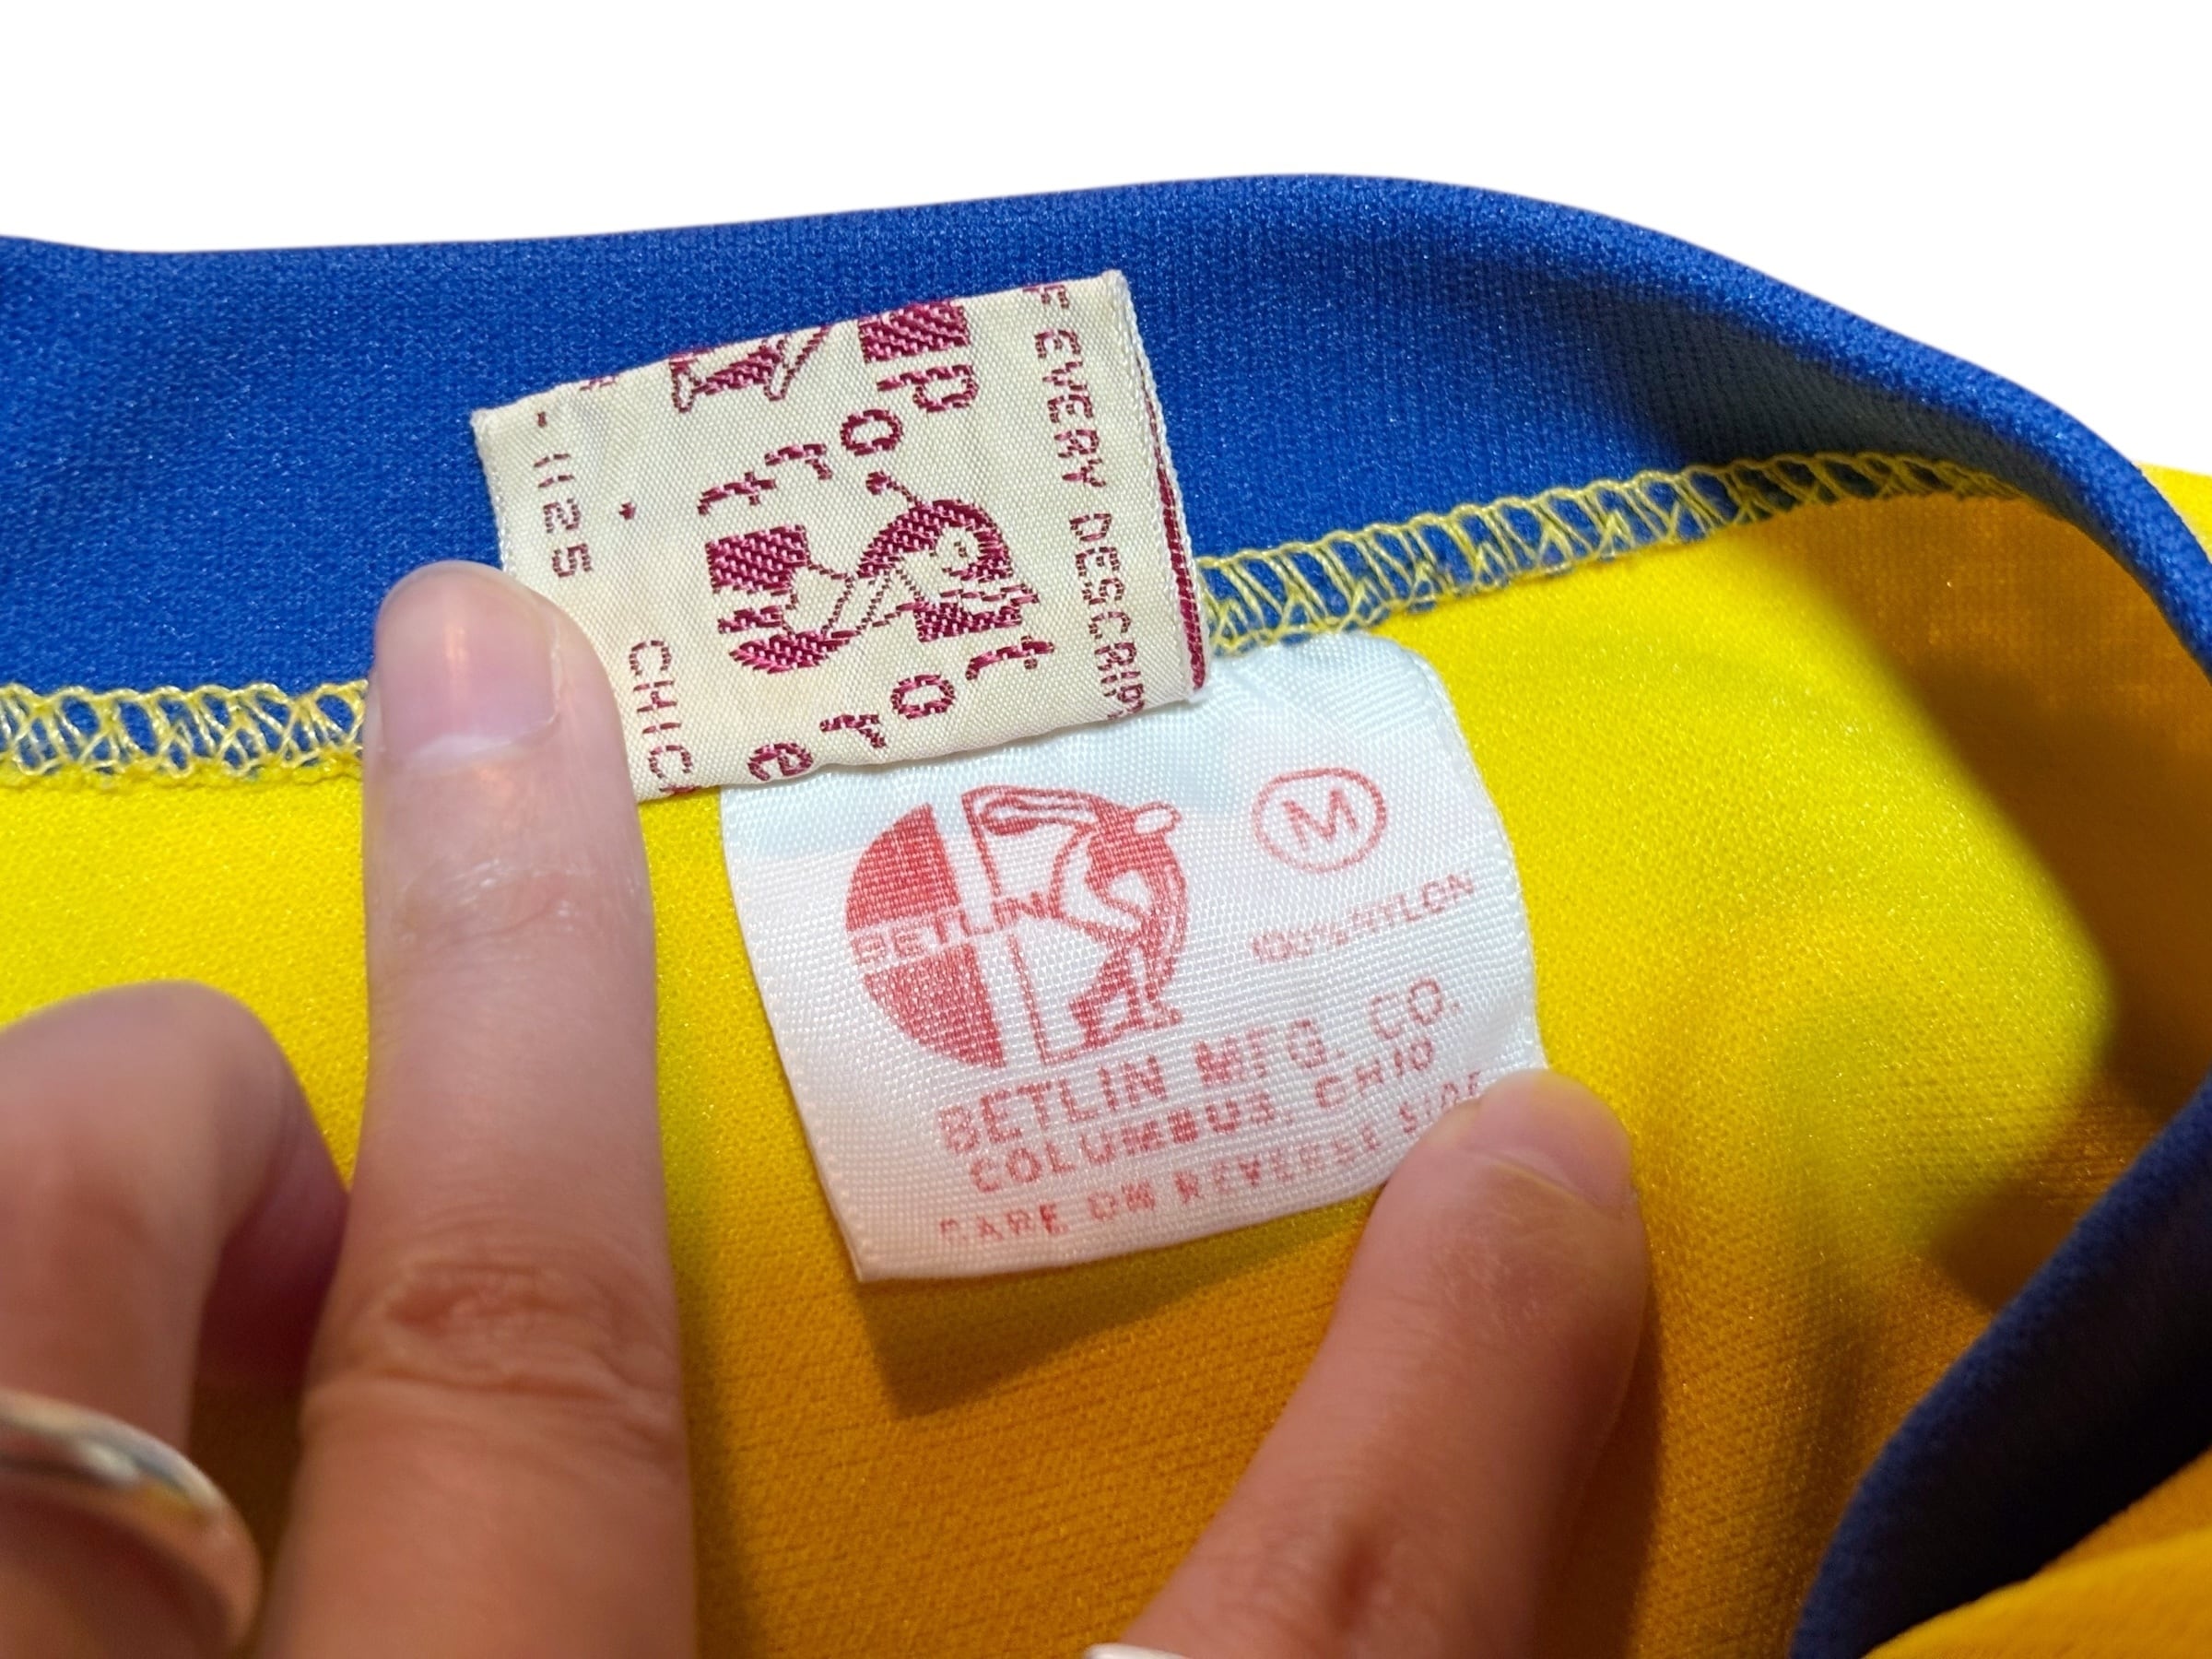 EVERY DESCRIP
Sport
Store
-1125
CHIC
BETLIN
M
100% NYLON
BETLIN MFG. CO.
COLUMBUS, OHIO
CARE ON REVERSE SIDE